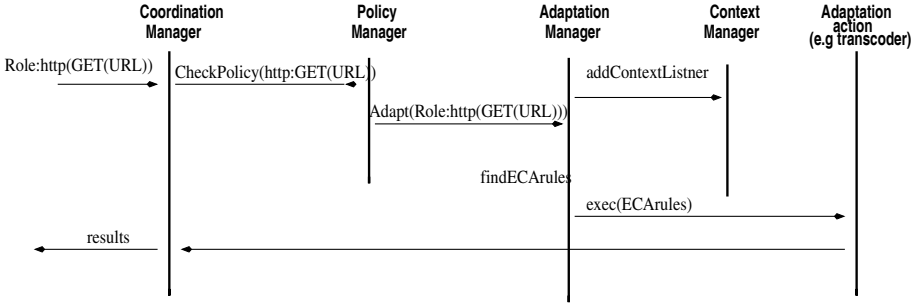 Coordination
Manager
Policy
Manager
Adaptation
Manager
Context
Manager
Adaptation
action
(e.g transcoder)
Role:http(GET(URL))
CheckPolicy(http:GET(URL))
addContextListner
Adapt(Role:http(GET(URL)))
findECArules
exec(ECArules)
results